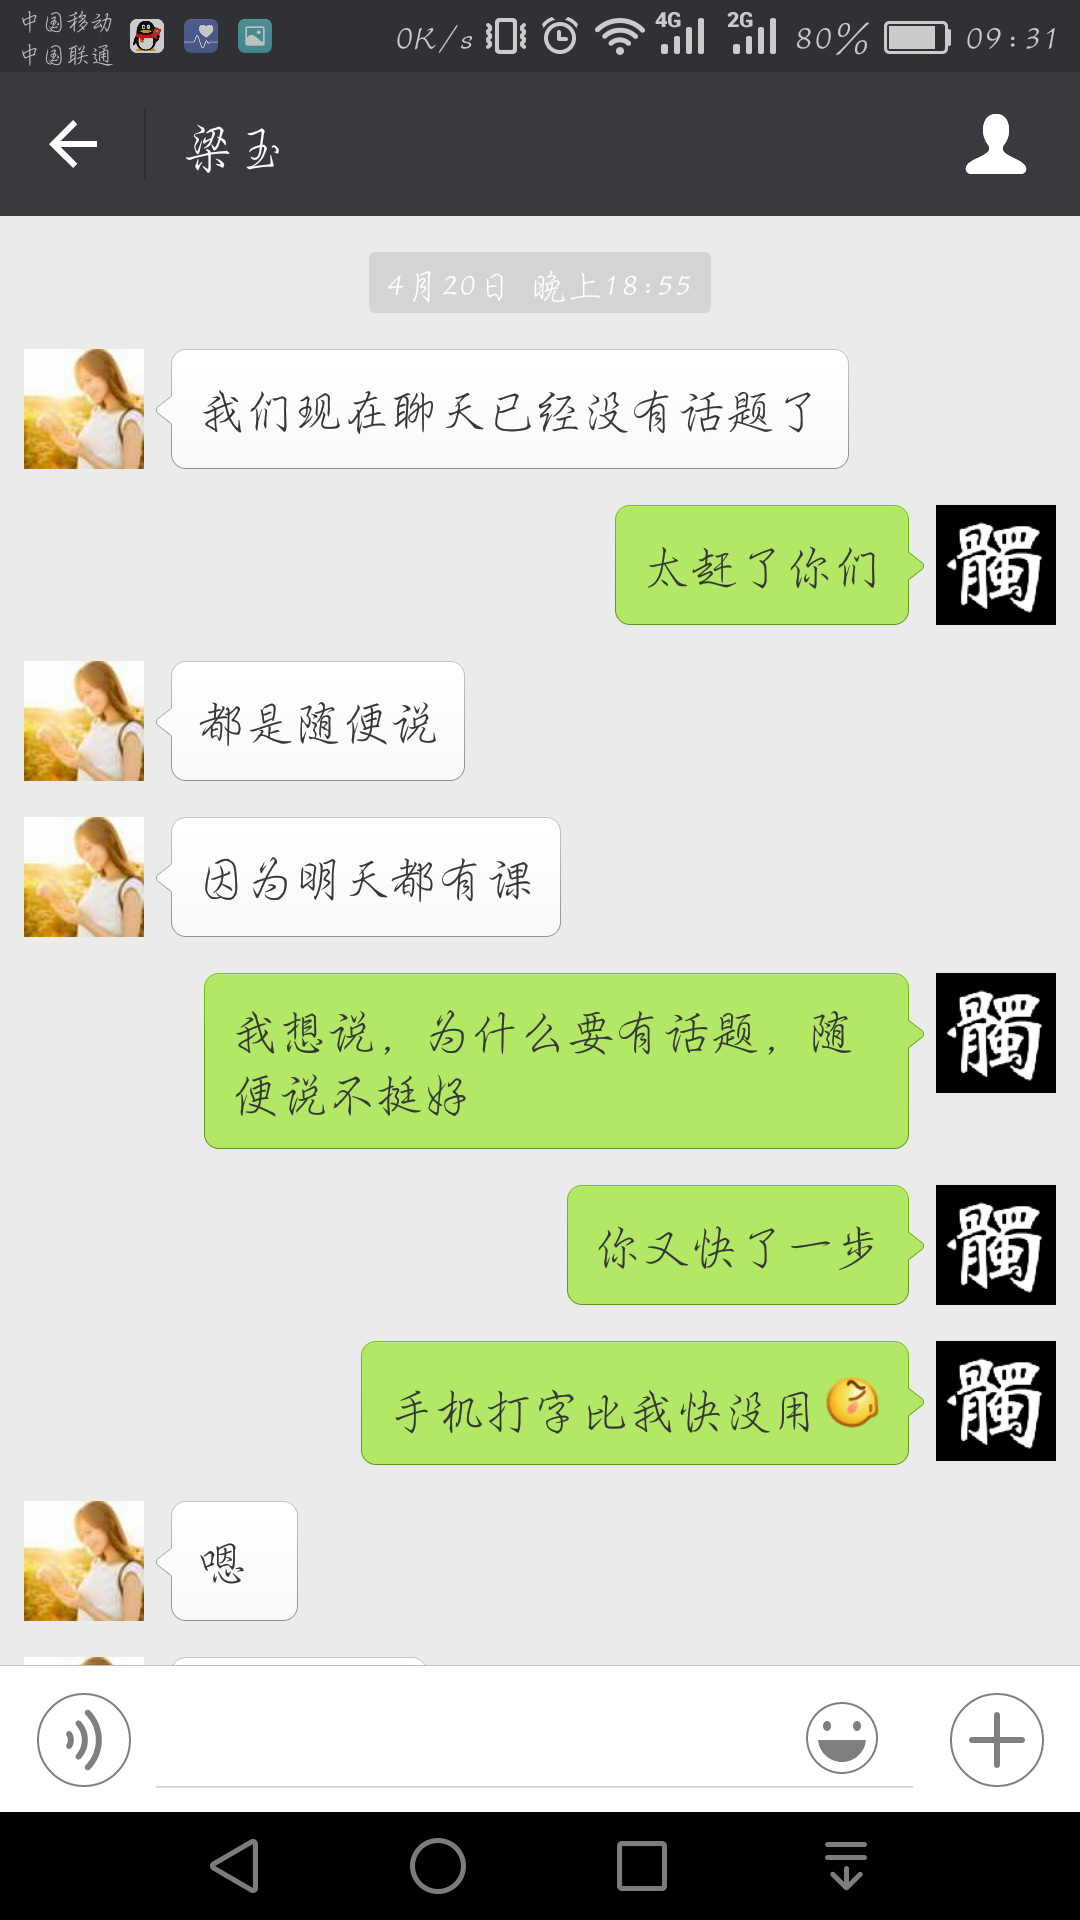 中国移动
中国联通
0K/s
4G
2G
80%
09:31
梁玉
4月20日 晚上18:55
我们现在聊天已经没有话题了
太赶了你们
髑
都是随便说
因为明天都有课
我想说，为什么要有话题，随
便说不挺好
髑
你又快了一步
髑
手机打字比我快没用
髑
嗯